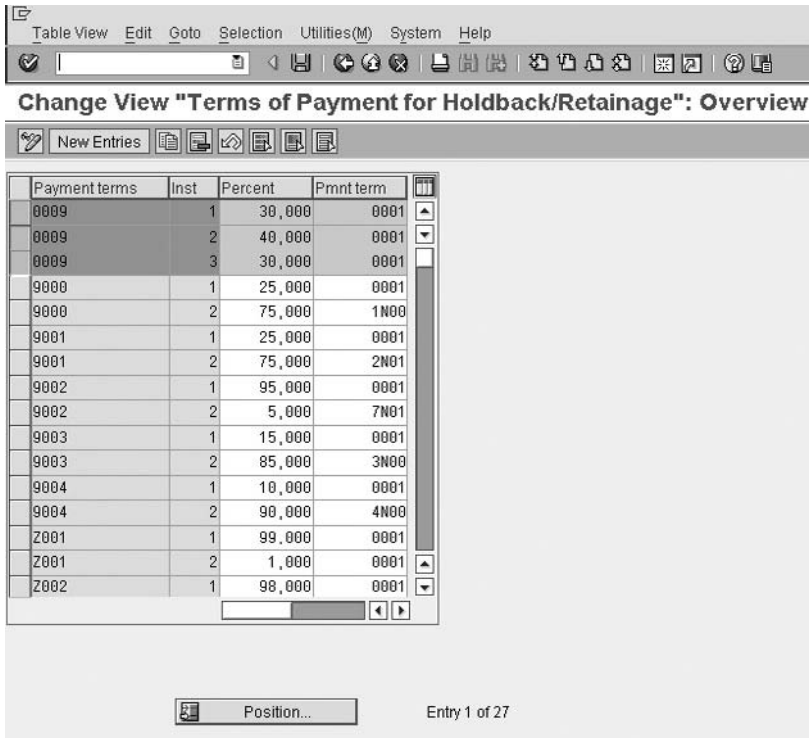 Table View Edit Goto Selection Utilities(M) System Help
Change View "Terms of Payment for Holdback/Retainage": Overview
New Entries
Payment terms Inst Percent Pmnt term
0009 1 30,000 0001
0009 2 40,000 0001
0009 3 30,000 0001
9000 1 25,000 0001
9000 2 75,000 1N00
9001 1 25,000 0001
9001 2 75,000 2N01
9002 1 95,000 0001
9002 2 5,000 7N01
9003 1 15,000 0001
9003 2 85,000 3N00
9004 1 10,000 0001
9004 2 90,000 4N00
Z001 1 99,000 0001
Z001 2 1,000 0001
Z002 1 98,000 0001
Position... Entry 1 of 27